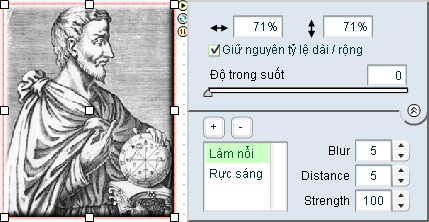 71% 71%
Giữ nguyên tỷ lệ dài / rộng
Độ trong suốt 0
+ -
Làm nổi
Rực sáng
Blur 5
Distance 5
Strength 100